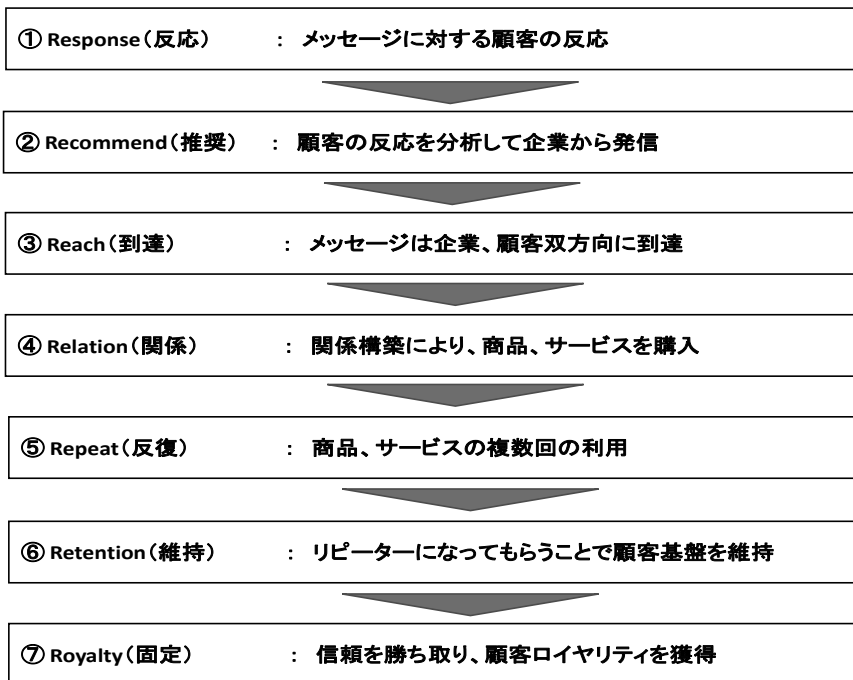 ① Response(反応) : メッセージに対する顧客の反応
② Recommend(推奨) : 顧客の反応を分析して企業から発信
③ Reach(到達) : メッセージは企業、顧客双方向に到達
④ Relation(関係) : 関係構築により、商品、サービスを購入
⑤ Repeat(反復) : 商品、サービスの複数回の利用
⑥ Retention(維持) : リピーターになってもらうことで顧客基盤を維持
⑦ Royalty(固定) : 信頼を勝ち取り、顧客ロイヤリティを獲得